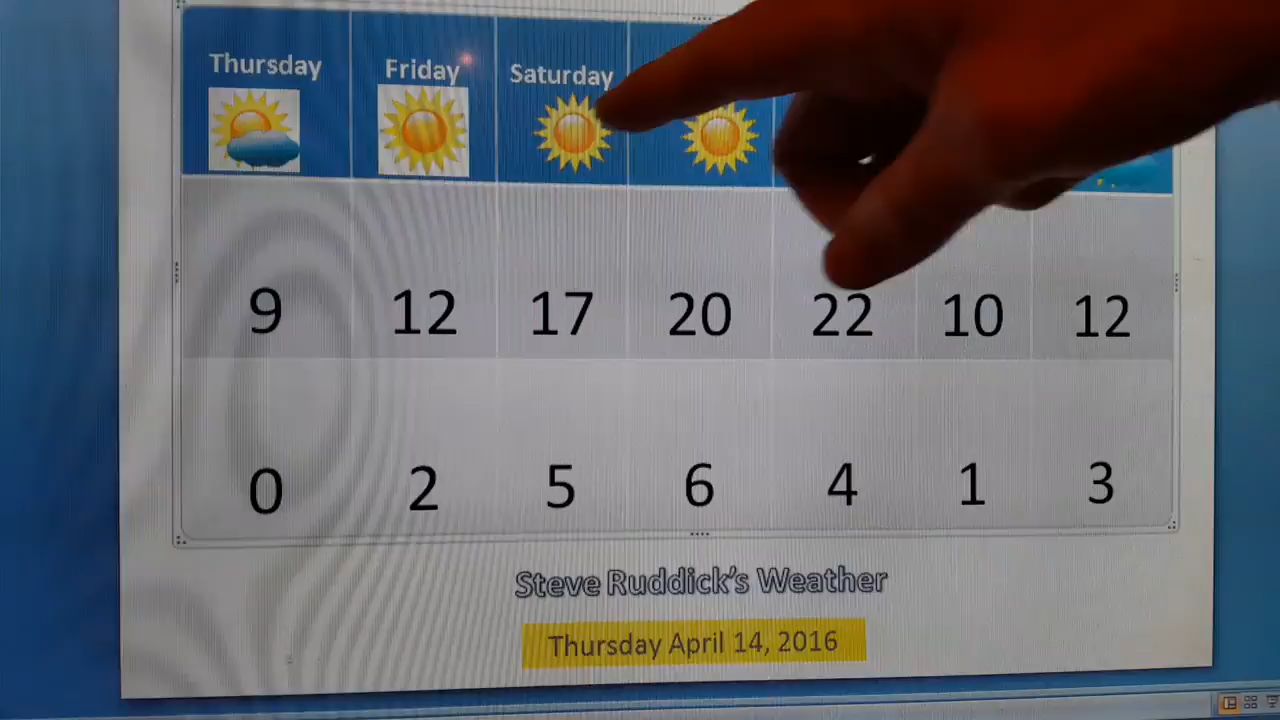 Thursday Friday Saturday
9 12 17 20 22 10 12
0 2 5 6 4 1 3
Steve Ruddick's Weather
Thursday April 14, 2016